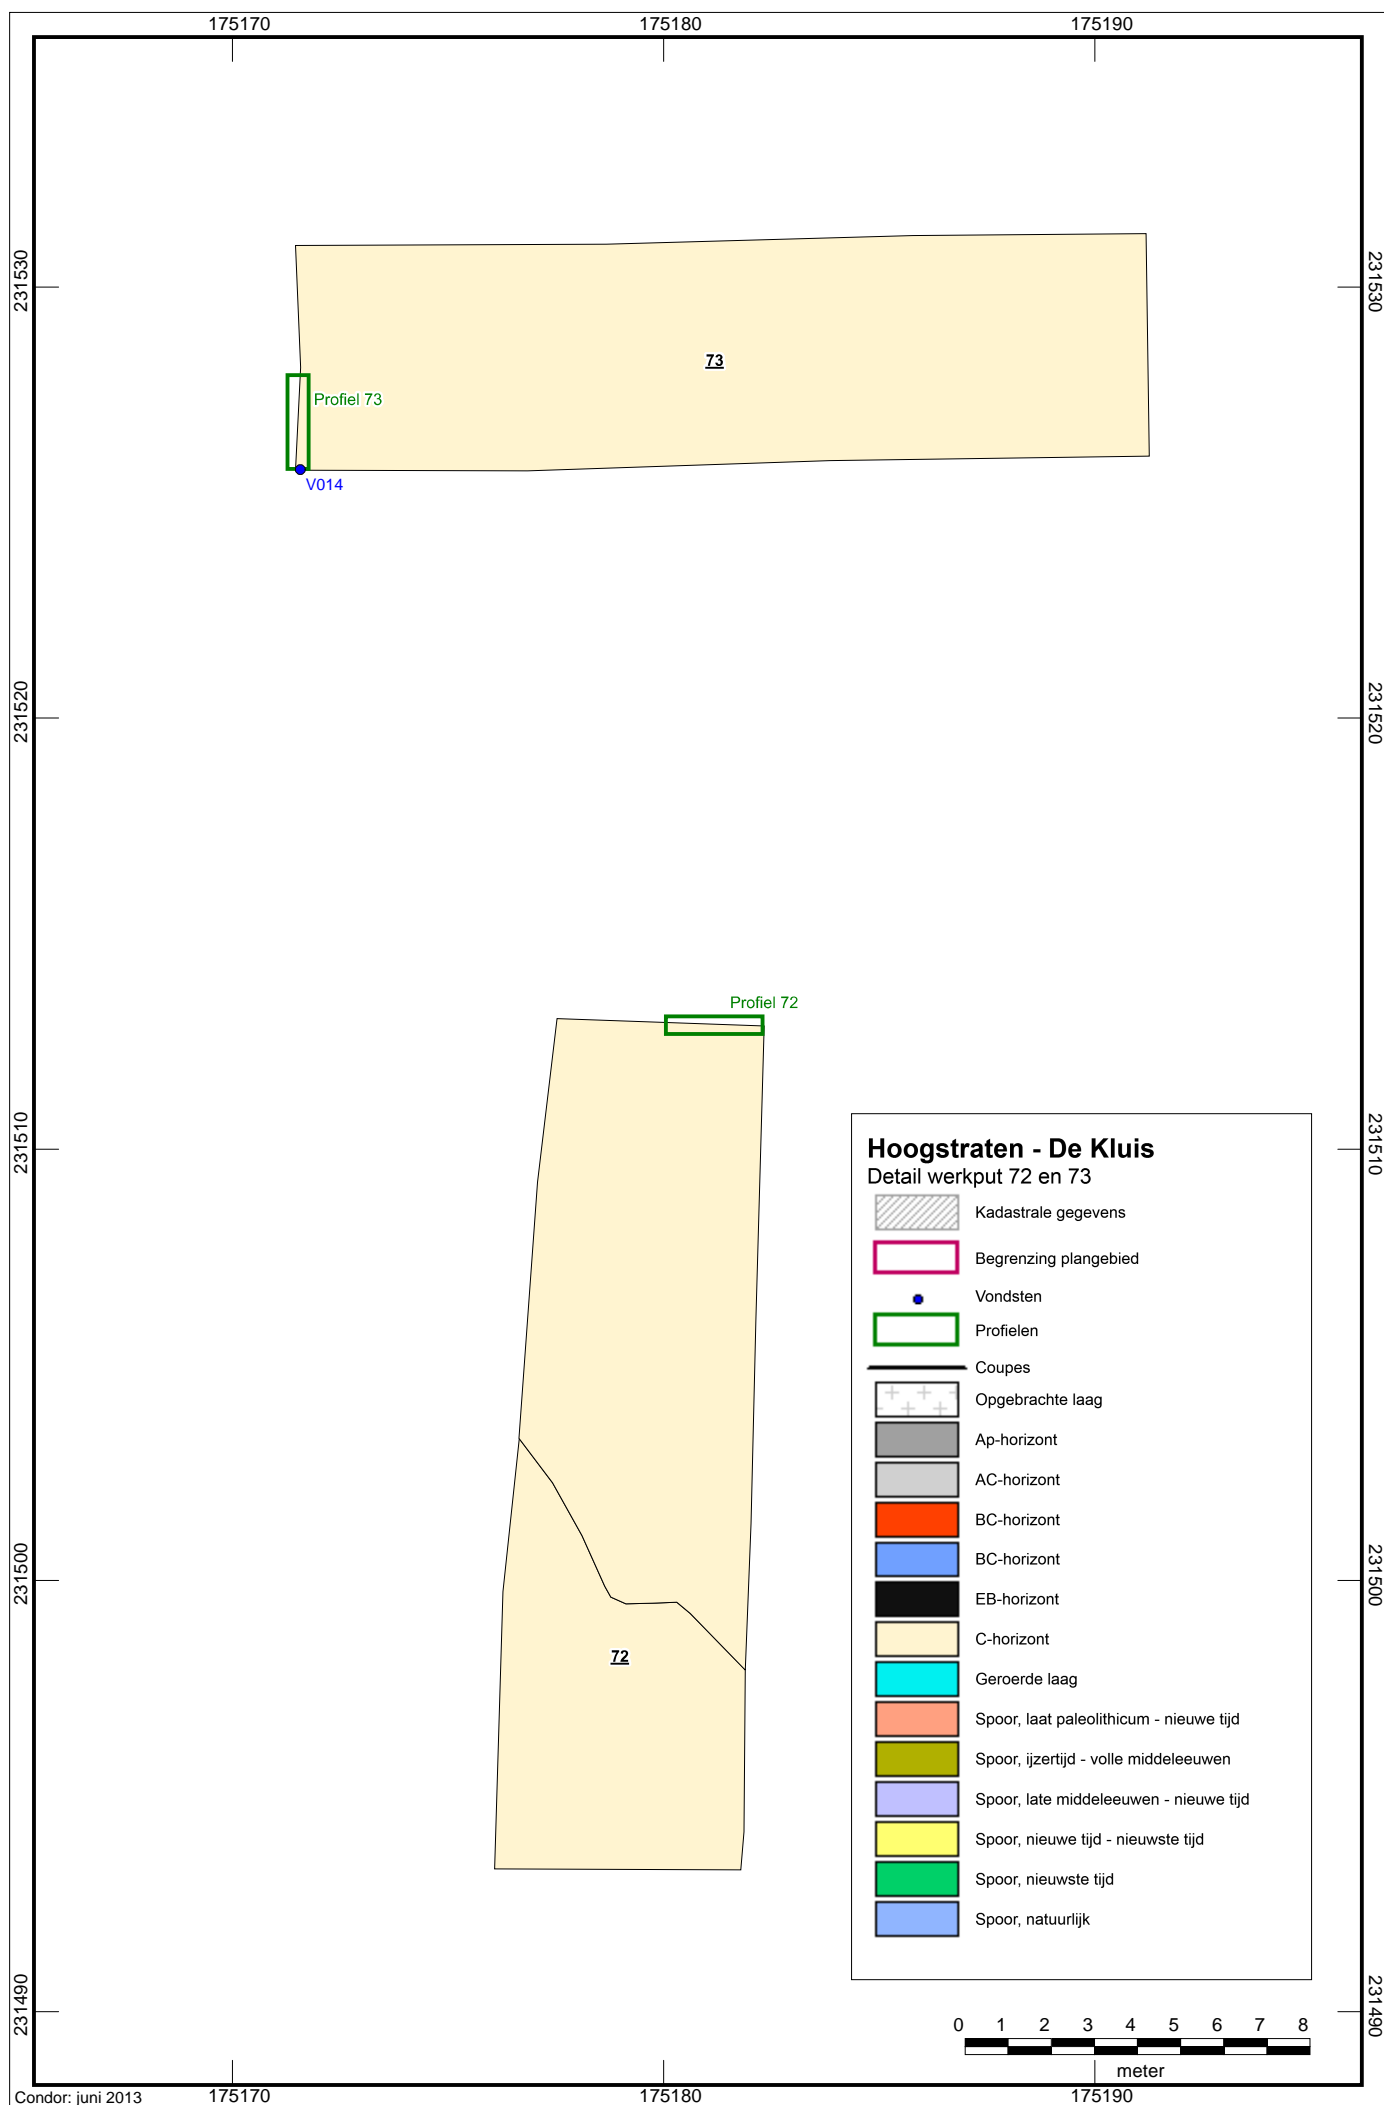 175170 175180 175190
231530 231530
73
Profiel 73
V014
231520 231520
Profiel 72
231510 231510
Hoogstraten - De Kluis
Detail werkput 72 en 73
Kadastrale gegevens
Begrenzing plangebied
Vondsten
Profielen
Coupes
Opgebrachte laag
Ap-horizont
AC-horizont
BC-horizont
BC-horizont
EB-horizont
C-horizont
Geroerde laag
Spoor, laat paleolithicum - nieuwe tijd
Spoor, ijzertijd - volle middeleeuwen
Spoor, late middeleeuwen - nieuwe tijd
Spoor, nieuwe tijd - nieuwste tijd
Spoor, nieuwste tijd
Spoor, natuurlijk
231500 231500
72
231490 231490
0 1 2 3 4 5 6 7 8
meter
Condor: juni 2013
175170 175180 175190